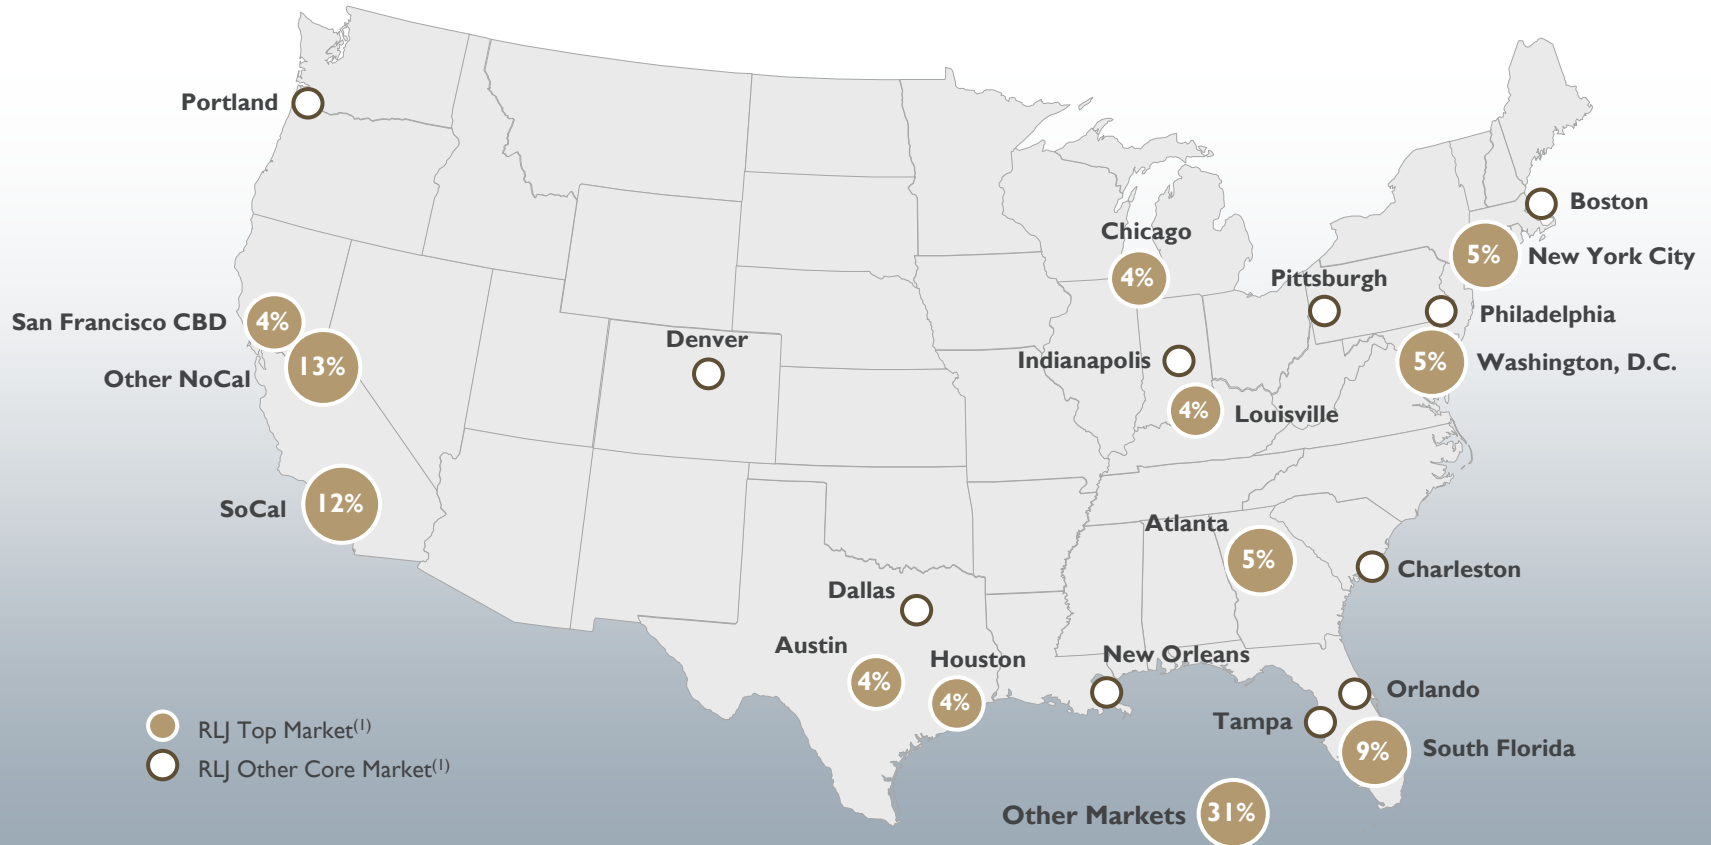 Portland
Boston
Chicago
4%
5%
New York City
Pittsburgh
San Francisco CBD
4%
Philadelphia
Denver
Indianapolis
13%
Other NoCal
5%
Washington, D.C.
4%
Louisville
SoCal
12%
Atlanta
5%
Charleston
Dallas
Austin
4%
Houston
4%
New Orleans
Orlando
Tampa
9%
South Florida
RLJ Top Market(1)
RLJ Other Core Market(1)
Other Markets
31%